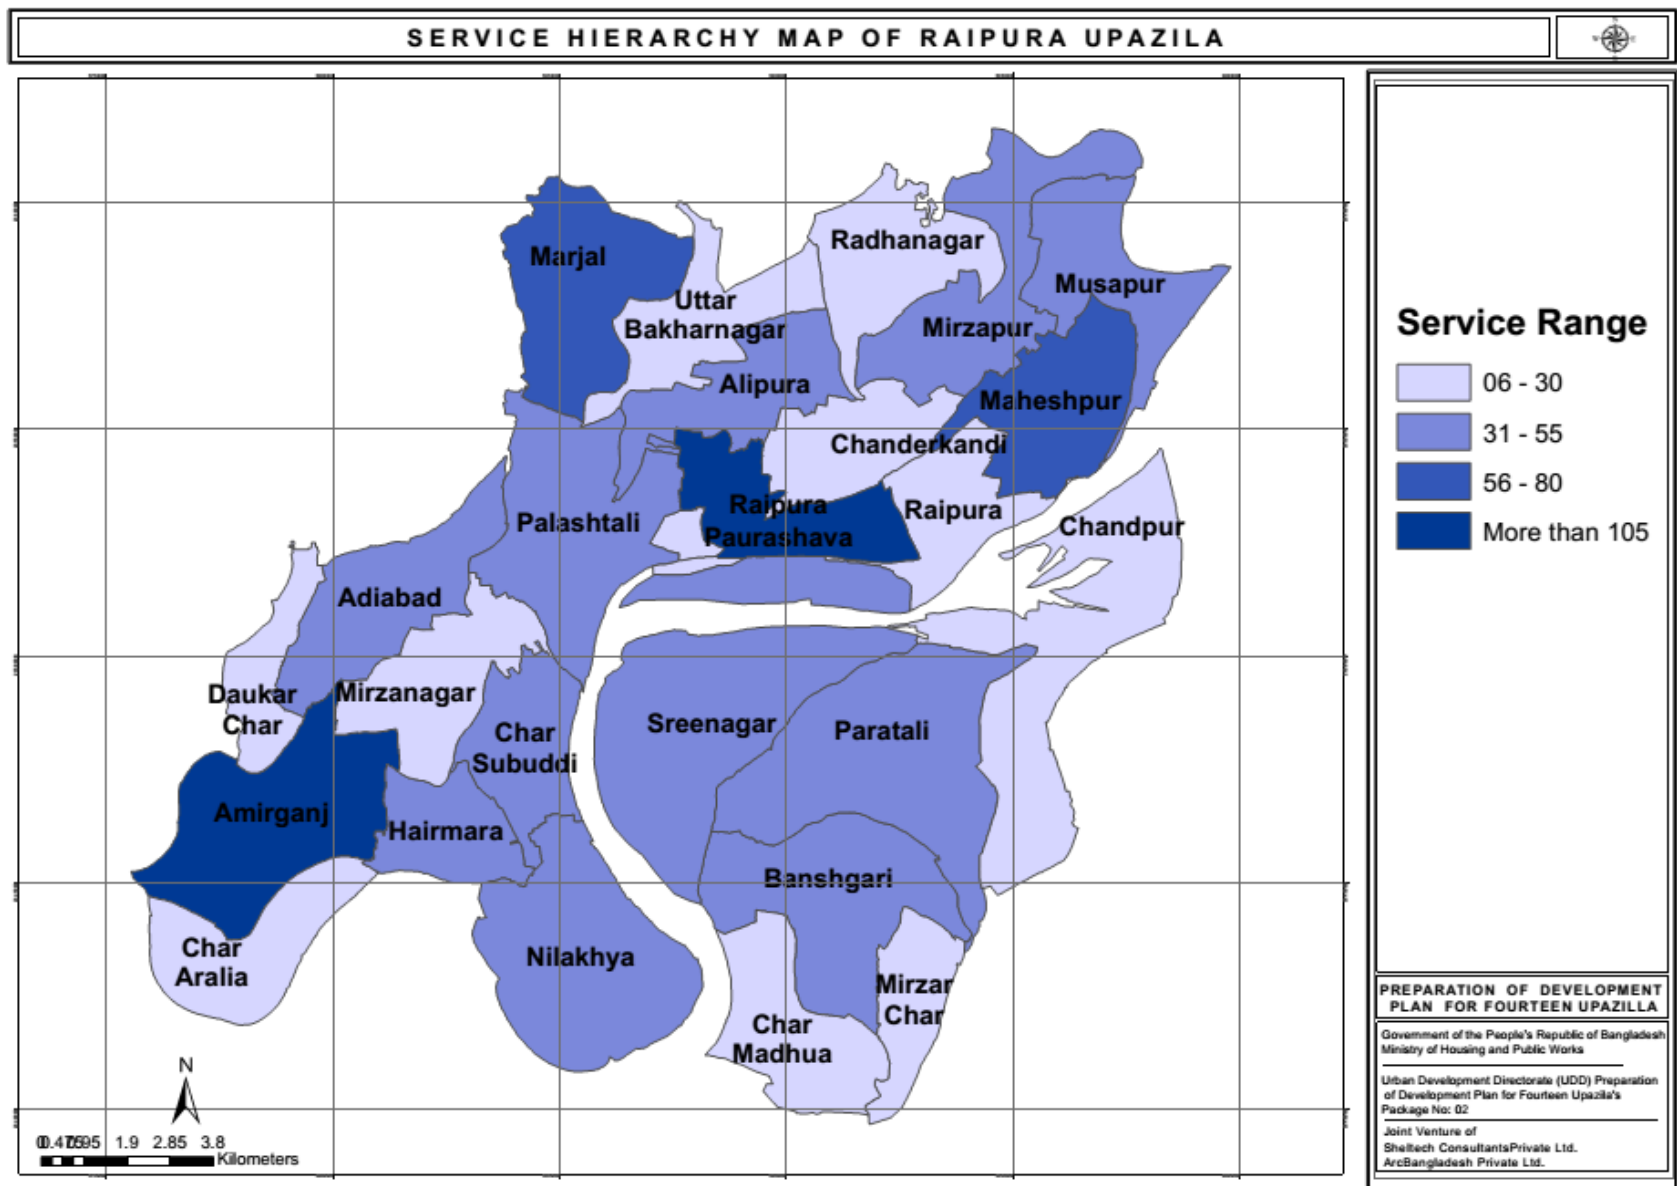 SERVICE HIERARCHY MAP OF RAIPURA UPAZILA
Marjal
Radhanagar
Uttar
Bakharnagar
Musapur
Mirzapur
Alipura
Maheshpur
Chanderkandi
Raipura
Paurashava
Raipura
Chandpur
Palashtali
Adiabad
Daukar
Char
Mirzanagar
Char
Subuddi
Sreenagar
Paratali
Amirganj
Hairmara
Banshgari
Char
Aralia
Nilakhya
Mirzar
Char
Char
Madhua
N
0 0.475 0.95 1.9 2.85 3.8
Kilometers
Service Range
06 - 30
31 - 55
56 - 80
More than 105
PREPARATION OF DEVELOPMENT
PLAN FOR FOURTEEN UPAZILLA
Government of the People's Republic of Bangladesh
Ministry of Housing and Public Works
Urban Development Directorate (UDD) Preparation
of Development Plan for Fourteen Upazila's
Package No: 02
Joint Venture of
Sheltech ConsultantsPrivate Ltd.
ArcBangladesh Private Ltd.